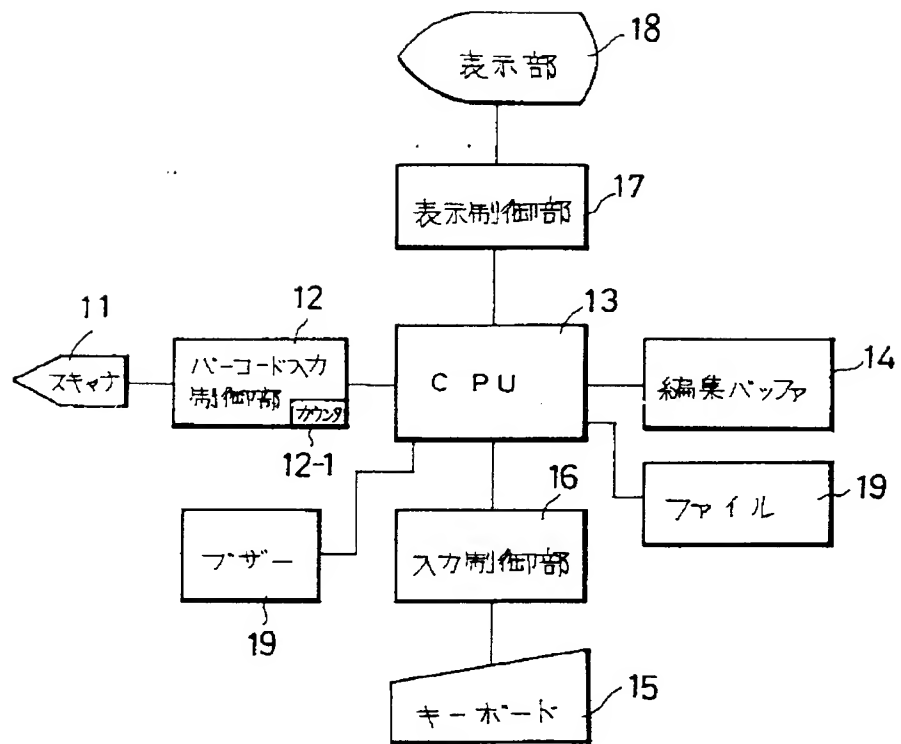 18
表示部
17
表示制御部
13
CPU
11
スキャナ
12
バーコード入力
制御部
カウンタ
12-1
14
編集バッファ
19
ファイル
16
入力制御部
ブザー
19
15
キーボード